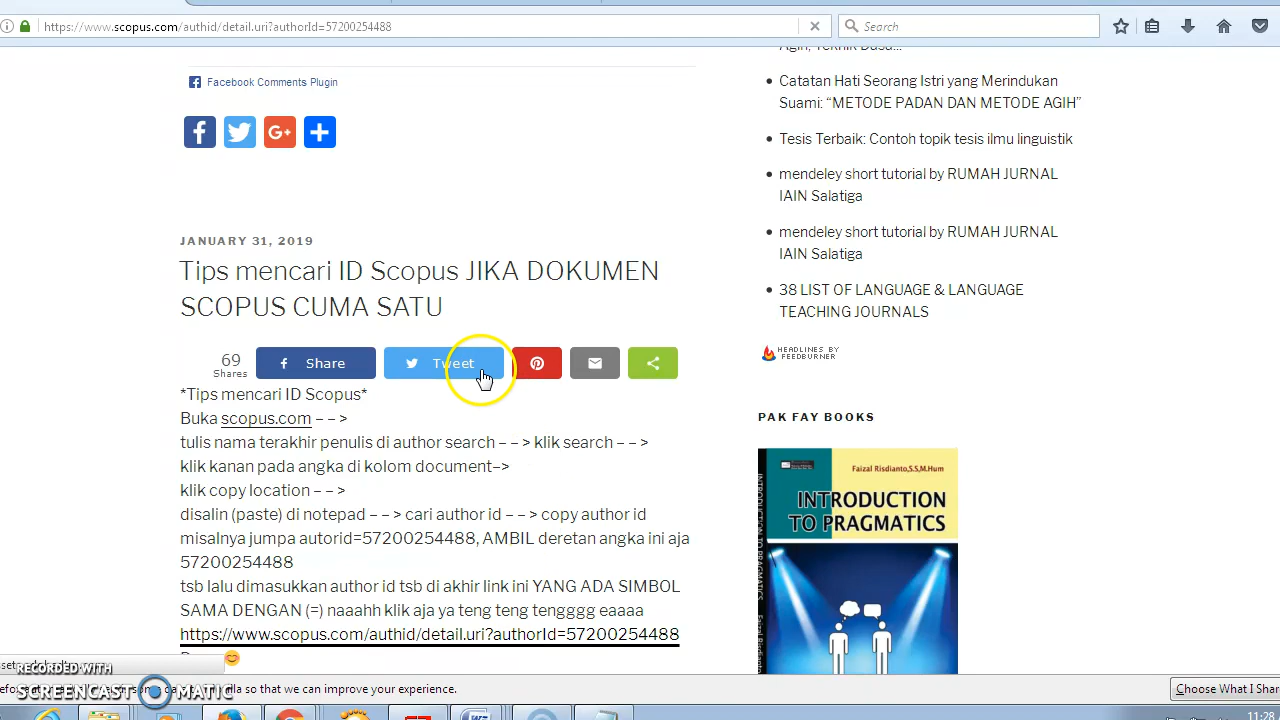 https://www.scopus.com/authid/detail.uri?authorId=57200254488
Search
Facebook Comments Plugin
JANUARY 31, 2019
Tips mencari ID Scopus JIKA DOKUMEN
SCOPUS CUMA SATU
69
Shares
Share
Tweet
*Tips mencari ID Scopus*
Buka scopus.com – – >
tulis nama terakhir penulis di author search – – > klik search – – >
klik kanan pada angka di kolom document–>
klik copy location – – >
disalin (paste) di notepad – – > cari author id – – > copy author id
misalnya jumpa autorid=57200254488, AMBIL deretan angka ini aja
57200254488
tsb lalu dimasukkan author id tsb di akhir link ini YANG ADA SIMBOL
SAMA DENGAN (=) naaahh klik aja ya teng teng tengggg eaaaa
https://www.scopus.com/authid/detail.uri?authorId=57200254488
Catatan Hati Seorang Istri yang Merindukan
Suami: “METODE PADAN DAN METODE AGIH”
Tesis Terbaik: Contoh topik tesis ilmu linguistik
mendeley short tutorial by RUMAH JURNAL
IAIN Salatiga
mendeley short tutorial by RUMAH JURNAL
IAIN Salatiga
38 LIST OF LANGUAGE & LANGUAGE
TEACHING JOURNALS
HEADLINES BY
FEEDBURNER
PAK FAY BOOKS
Faizal Risdianto,S.S,M.Hum
INTRODUCTION
TO PRAGMATICS
RECORDED WITH
SCREENCAST MATIC
so that we can improve your experience.
Choose What I Shar
11:28